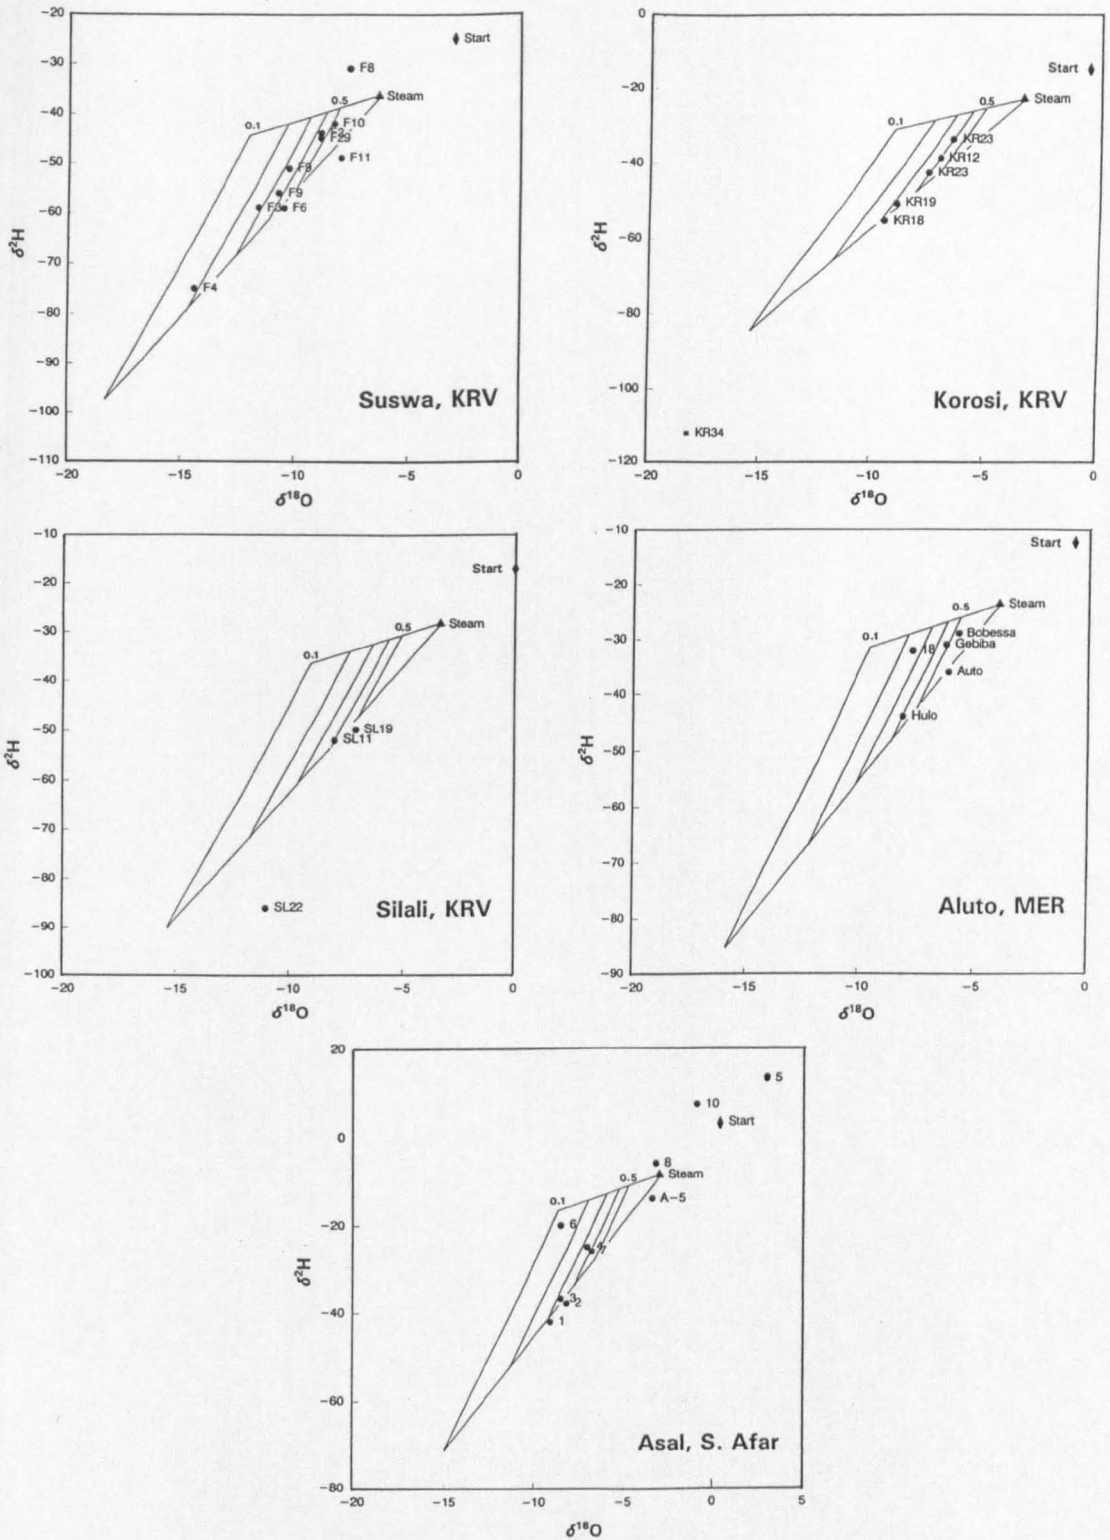 −20
−30
−40
−50
−60
−70
−80
−90
−100
−110
δ²H
Start
F8
Steam
0.5
0.1
F10
F2
F29
F11
F9
F9
F3
F6
F4
Suswa, KRV
−20
−15
−10
−5
0
δ¹⁸O
0
−20
−40
−60
−80
−100
−120
δ²H
Start
Steam
0.5
0.1
KR23
KR12
KR23
KR19
KR18
KR34
Korosi, KRV
−20
−15
−10
−5
0
δ¹⁸O
−10
−20
−30
−40
−50
−60
−70
−80
−90
−100
δ²H
Start
Steam
0.5
0.1
SL19
SL11
SL22
Silali, KRV
−20
−15
−10
−5
0
δ¹⁸O
−10
−20
−30
−40
−50
−60
−70
−80
−90
δ²H
Start
Steam
0.5
0.1
Bobessa
Gebiba
18
Auto
Hulo
Aluto, MER
−20
−15
−10
−5
0
δ¹⁸O
20
0
−20
−40
−60
−80
δ²H
5
10
Start
8
Steam
0.5
A−5
0.1
6
4
7
3
2
1
Asal, S. Afar
−20
−15
−10
−5
0
5
δ¹⁸O